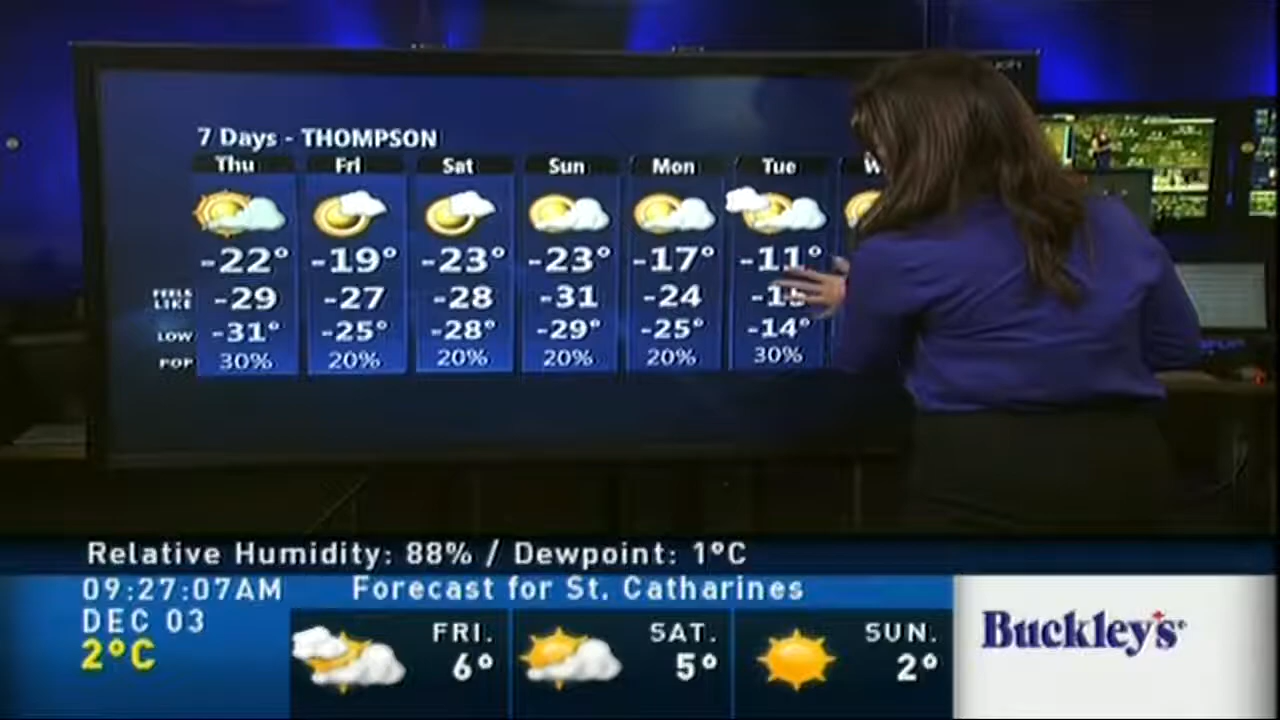 7 Days - THOMPSON
Thu Fri Sat Sun Mon Tue W
-22° -19° -23° -23° -17° -11°
FEELS LIKE -29 -27 -28 -31 -24
LOW -31° -25° -28° -29° -25° -14°
POP 30% 20% 20% 20% 20% 30%
Relative Humidity: 88% / Dewpoint: 1°C
09:27:07AM Forecast for St. Catharines
DEC 03 FRI. SAT. SUN.
2°C 6° 5° 2°
Buckley's